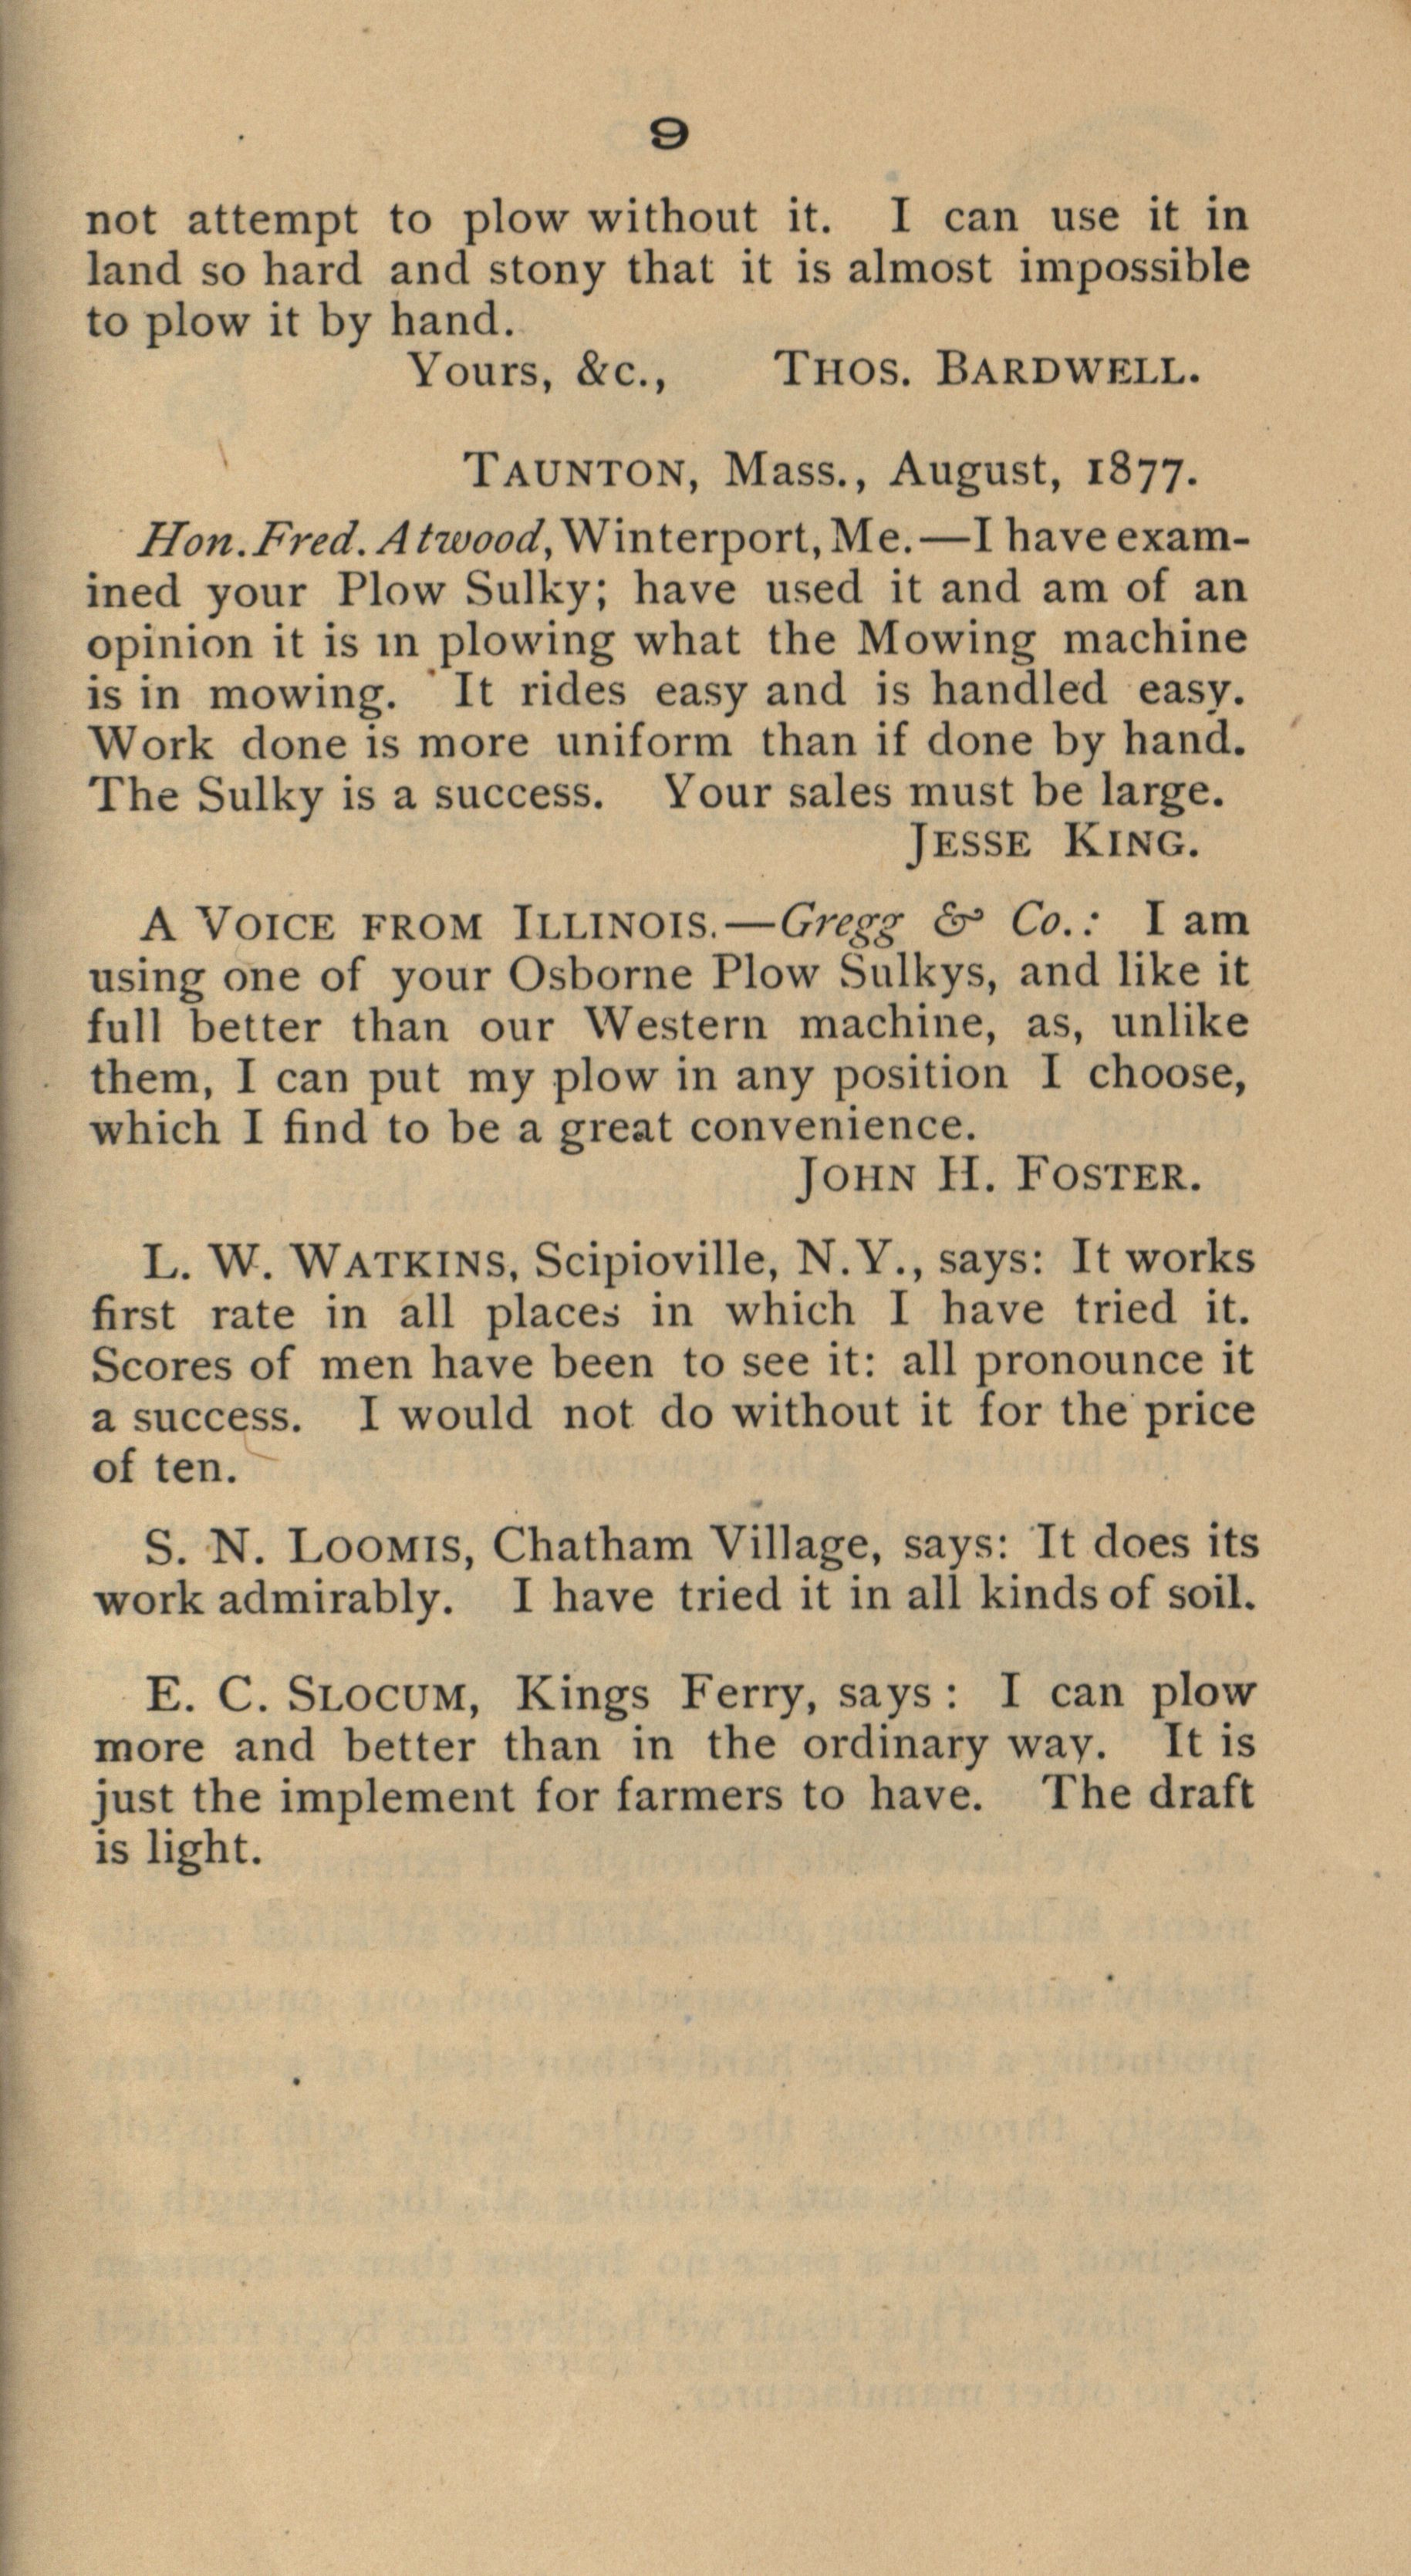 9
not attempt to plow without it. I can use it in
land so hard and stony that it is almost impossible
to plow it by hand.
Yours, &c., THOS. BARDWELL.
TAUNTON, Mass., August, 1877.
Hon. Fred. Atwood, Winterport, Me.—I have exam-
ined your Plow Sulky; have used it and am of an
opinion it is in plowing what the Mowing machine
is in mowing. It rides easy and is handled easy.
Work done is more uniform than if done by hand.
The Sulky is a success. Your sales must be large.
JESSE KING.
A VOICE FROM ILLINOIS.—Gregg & Co.: I am
using one of your Osborne Plow Sulkys, and like it
full better than our Western machine, as, unlike
them, I can put my plow in any position I choose,
which I find to be a great convenience.
JOHN H. FOSTER.
L. W. WATKINS, Scipioville, N. Y., says: It works
first rate in all places in which I have tried it.
Scores of men have been to see it: all pronounce it
a success. I would not do without it for the price
of ten.
S. N. LOOMIS, Chatham Village, says: It does its
work admirably. I have tried it in all kinds of soil.
E. C. SLOCUM, Kings Ferry, says: I can plow
more and better than in the ordinary way. It is
just the implement for farmers to have. The draft
is light.